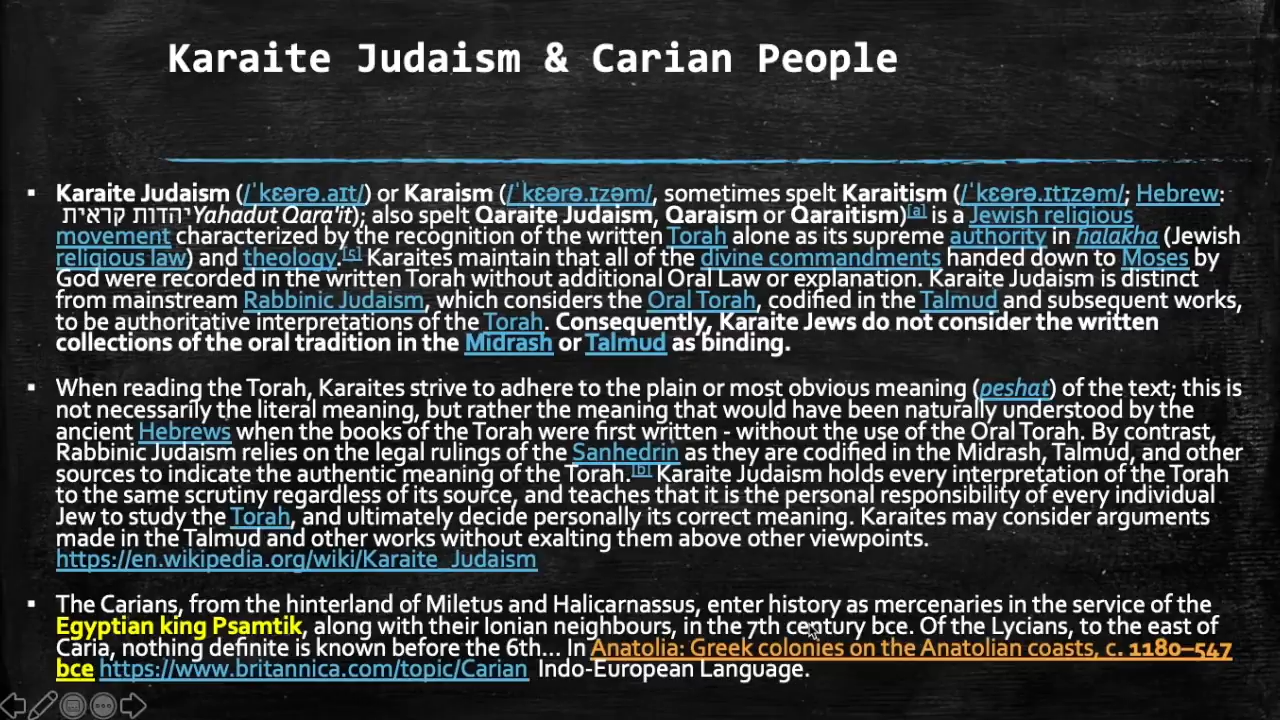 Karaite Judaism & Carian People
▪ Karaite Judaism (/ˈkɛərə.aɪt/) or Karaism (/ˈkɛərə.ɪzəm/, sometimes spelt Karaitism (/ˈkɛərə.ɪtɪzəm/; Hebrew:
יהדות קראית Yahadut Qara'it); also spelt Qaraite Judaism, Qaraism or Qaraitism)[a] is a Jewish religious
movement characterized by the recognition of the written Torah alone as its supreme authority in halakha (Jewish
religious law) and theology.[5] Karaites maintain that all of the divine commandments handed down to Moses by
God were recorded in the written Torah without additional Oral Law or explanation. Karaite Judaism is distinct
from mainstream Rabbinic Judaism, which considers the Oral Torah, codified in the Talmud and subsequent works,
to be authoritative interpretations of the Torah. Consequently, Karaite Jews do not consider the written
collections of the oral tradition in the Midrash or Talmud as binding.
▪ When reading the Torah, Karaites strive to adhere to the plain or most obvious meaning (peshat) of the text; this is
not necessarily the literal meaning, but rather the meaning that would have been naturally understood by the
ancient Hebrews when the books of the Torah were first written - without the use of the Oral Torah. By contrast,
Rabbinic Judaism relies on the legal rulings of the Sanhedrin as they are codified in the Midrash, Talmud, and other
sources to indicate the authentic meaning of the Torah.[b] Karaite Judaism holds every interpretation of the Torah
to the same scrutiny regardless of its source, and teaches that it is the personal responsibility of every individual
Jew to study the Torah, and ultimately decide personally its correct meaning. Karaites may consider arguments
made in the Talmud and other works without exalting them above other viewpoints.
https://en.wikipedia.org/wiki/Karaite_Judaism
▪ The Carians, from the hinterland of Miletus and Halicarnassus, enter history as mercenaries in the service of the
Egyptian king Psamtik, along with their Ionian neighbours, in the 7th century bce. Of the Lycians, to the east of
Caria, nothing definite is known before the 6th... In Anatolia: Greek colonies on the Anatolian coasts, c. 1180–547
bce https://www.britannica.com/topic/Carian Indo-European Language.